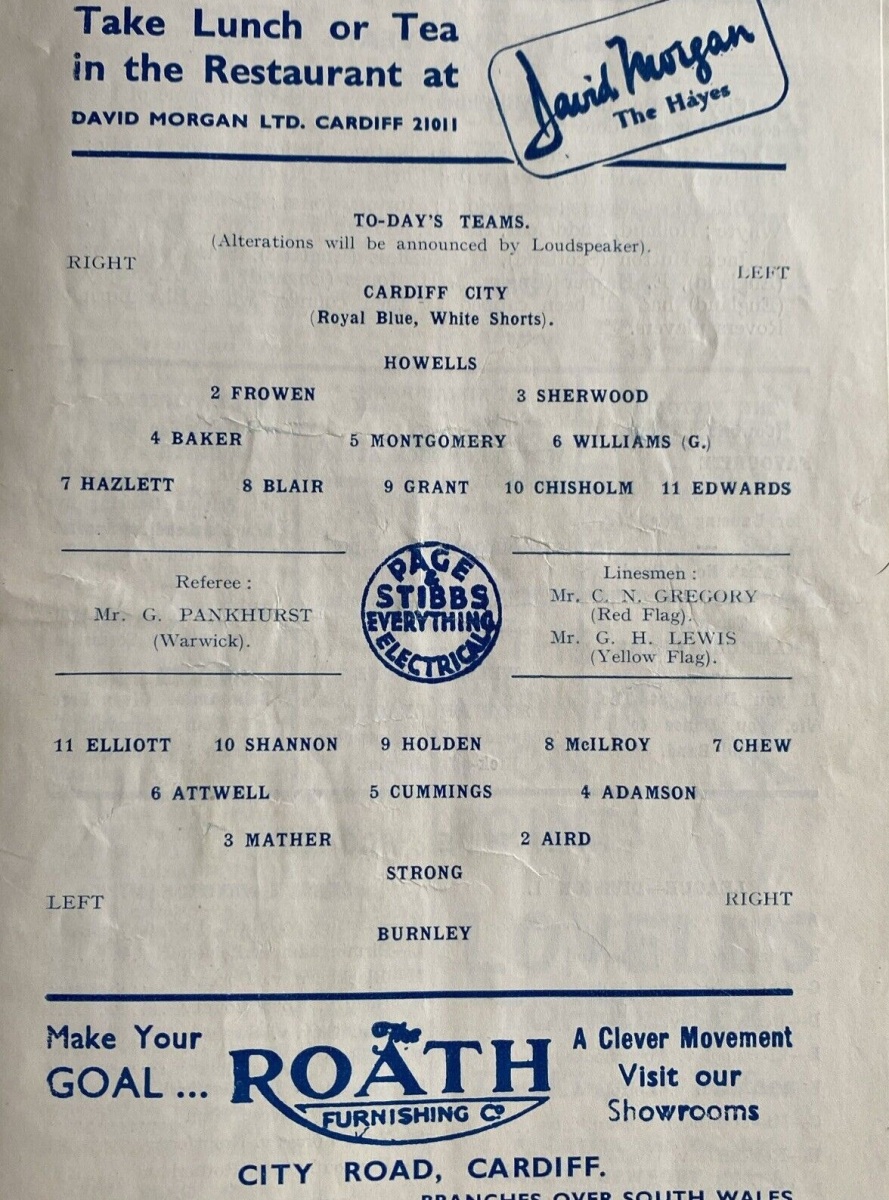 Take Lunch or Tea
in the Restaurant at
DAVID MORGAN LTD. CARDIFF 21011
David Morgan
The Hayes
TO-DAY'S TEAMS.
(Alterations will be announced by Loudspeaker).
RIGHT
LEFT
CARDIFF CITY
(Royal Blue, White Shorts).
HOWELLS
2 FROWEN 3 SHERWOOD
4 BAKER 5 MONTGOMERY 6 WILLIAMS (G.)
7 HAZLETT 8 BLAIR 9 GRANT 10 CHISHOLM 11 EDWARDS
Referee :
Mr. G. PANKHURST
(Warwick).
PAGE
&
STIBBS
EVERYTHING
ELECTRICAL
Linesmen :
Mr. C. N. GREGORY
(Red Flag).
Mr. G. H. LEWIS
(Yellow Flag).
11 ELLIOTT 10 SHANNON 9 HOLDEN 8 McILROY 7 CHEW
6 ATTWELL 5 CUMMINGS 4 ADAMSON
3 MATHER 2 AIRD
STRONG
LEFT
RIGHT
BURNLEY
Make Your
GOAL ...
The
ROATH
FURNISHING Co
A Clever Movement
Visit our
Showrooms
CITY ROAD, CARDIFF.
BRANCHES OVER SOUTH WALES